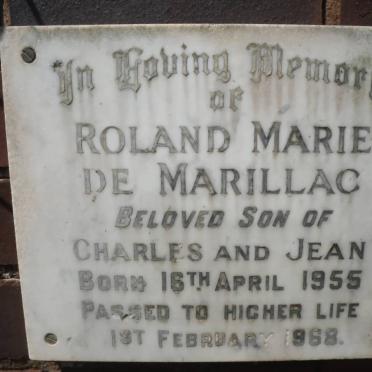 In Loving Memory
of
ROLAND MARIE
DE MARILLAC
BELOVED SON OF
CHARLES AND JEAN
BORN 16TH APRIL 1955
PASSED TO HIGHER LIFE
1ST FEBRUARY 1968.